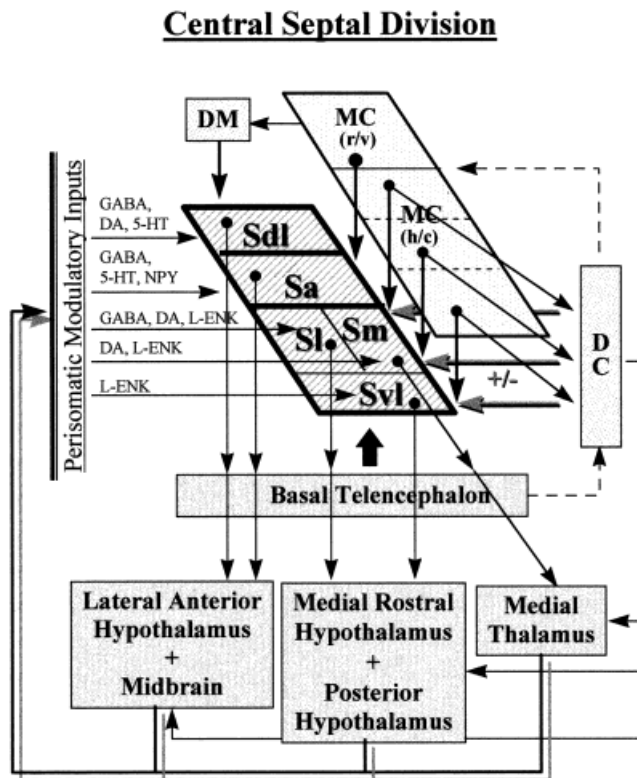 Central Septal Division
DM
MC
(r/v)
MC
(h/c)
Perisomatic Modulatory Inputs
GABA,
DA, 5-HT
Sdl
GABA,
5-HT, NPY
Sa
GABA, DA, L-ENK
Sl
Sm
DA, L-ENK
L-ENK
Svl
+/-
D
C
Basal Telencephalon
Lateral Anterior
Hypothalamus
+
Midbrain
Medial Rostral
Hypothalamus
+
Posterior
Hypothalamus
Medial
Thalamus